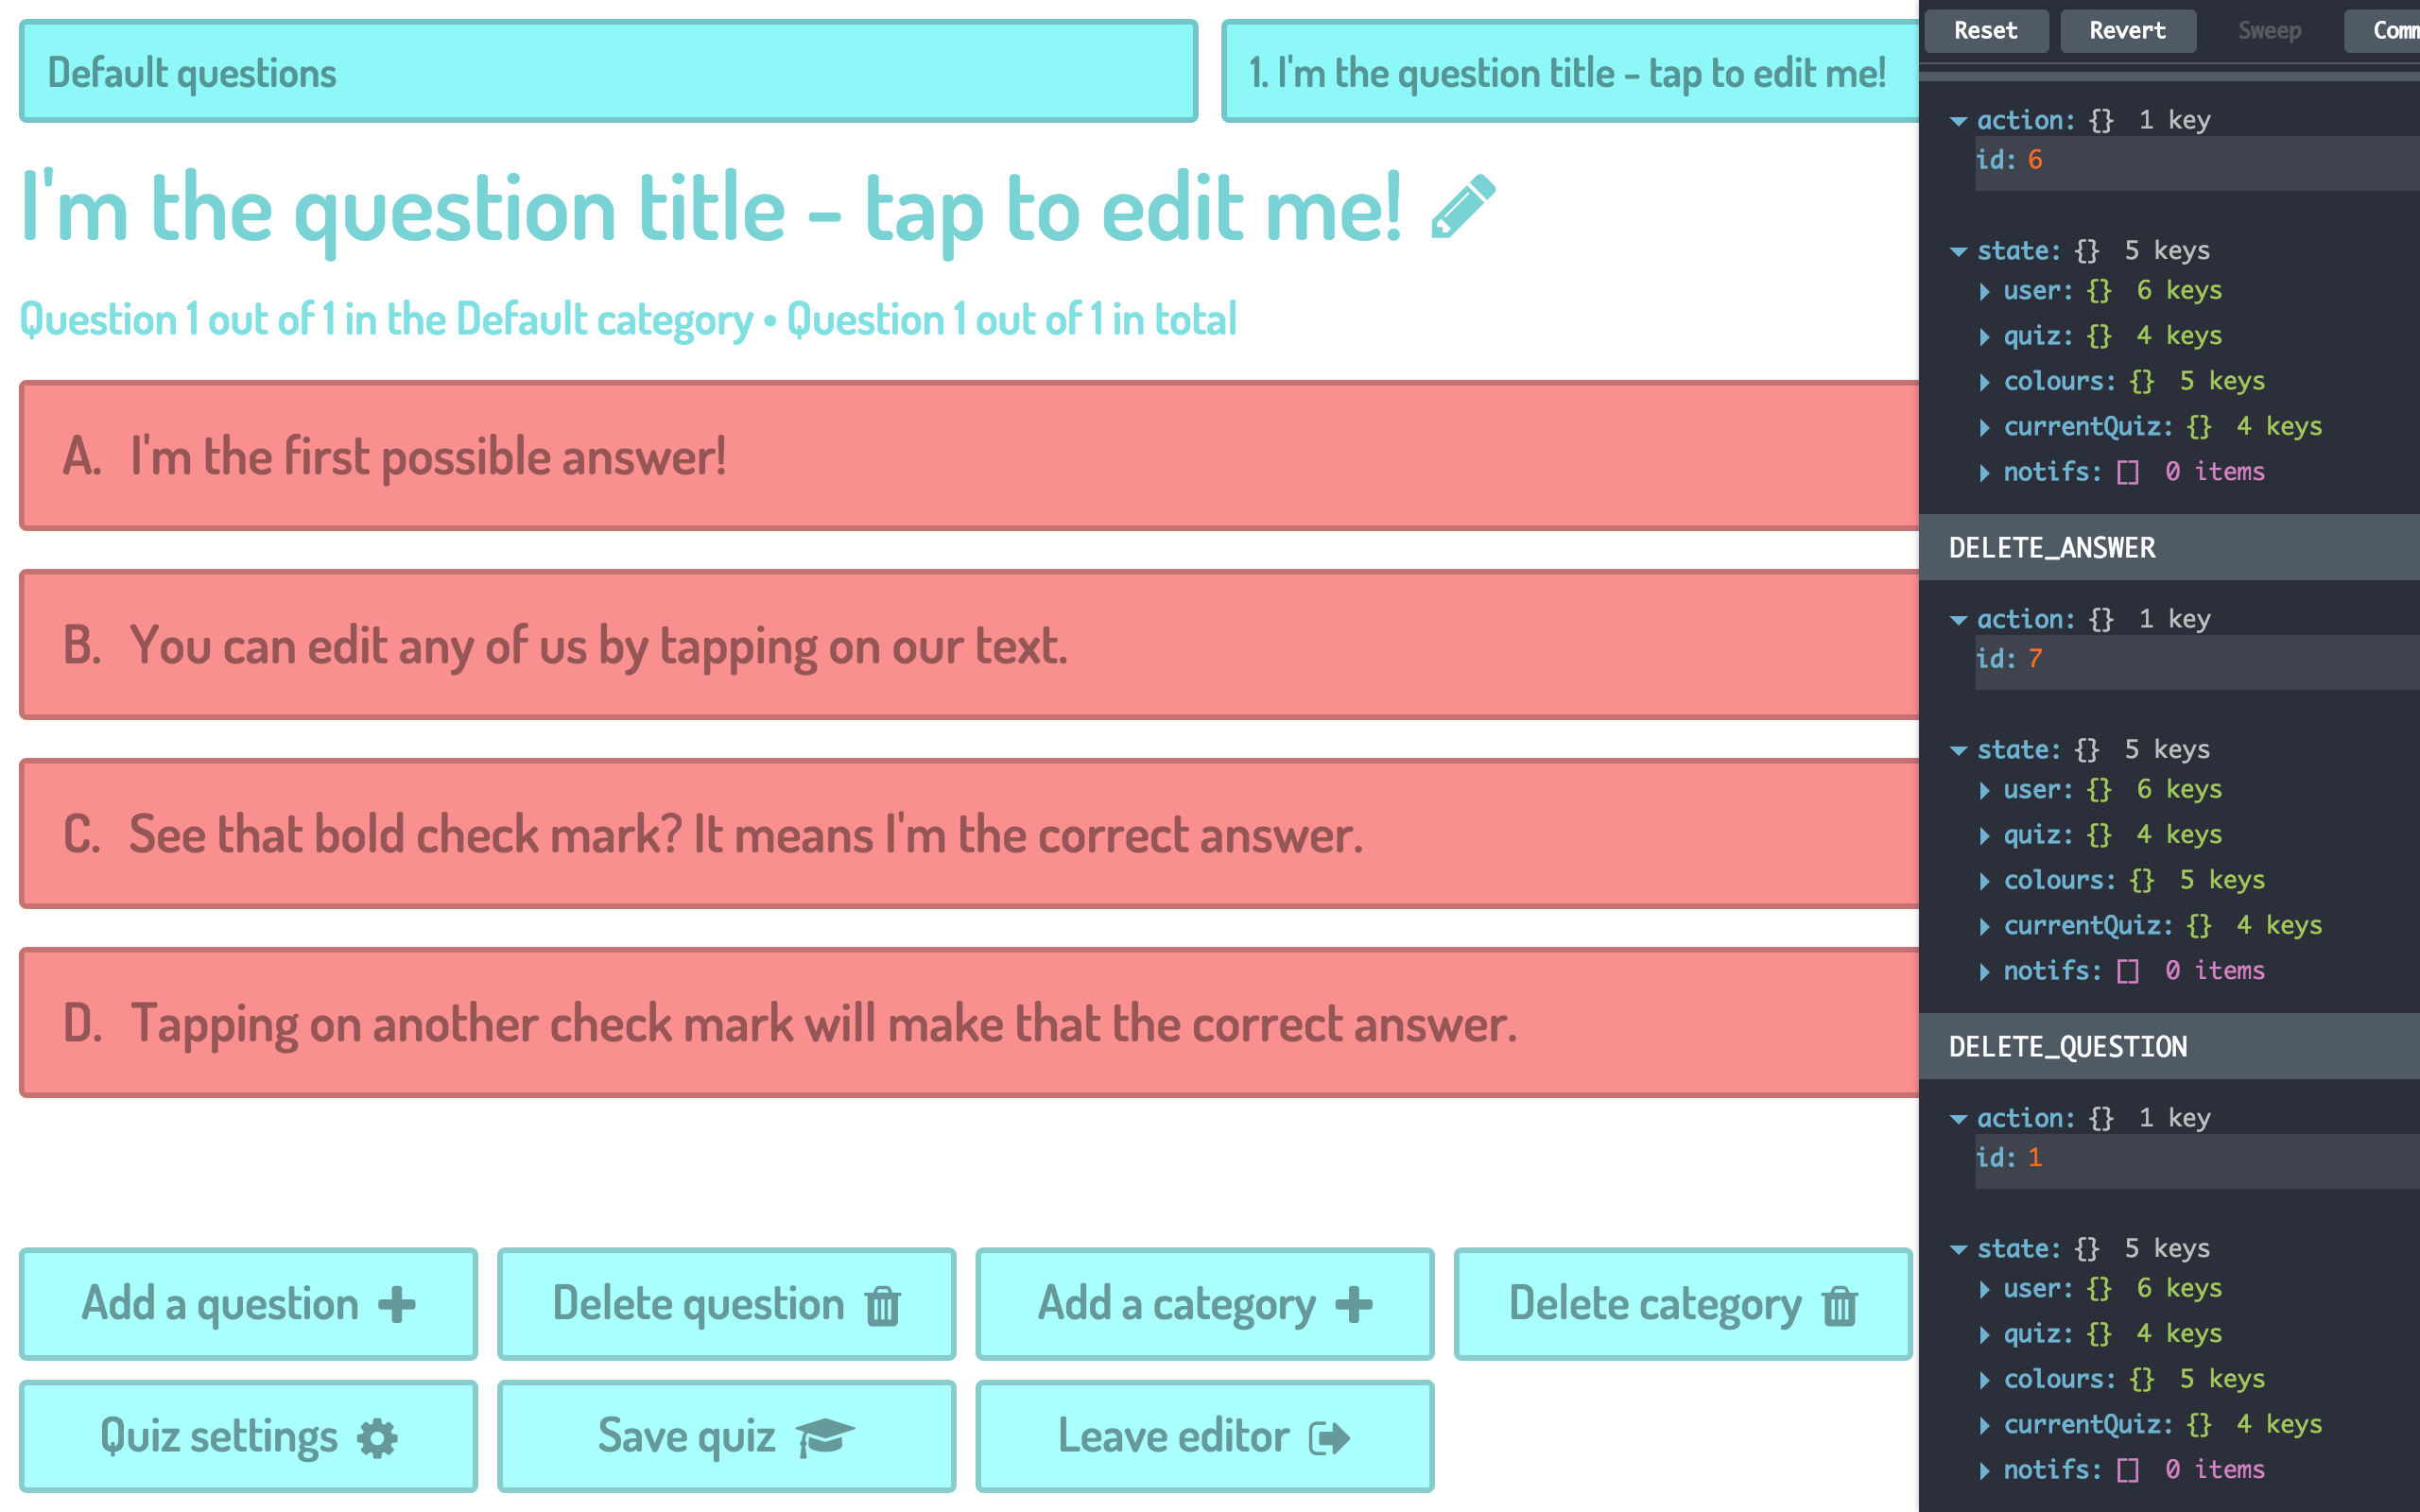 Default questions
1. I'm the question title - tap to edit me!
I'm the question title - tap to edit me!
Question 1 out of 1 in the Default category • Question 1 out of 1 in total
A. I'm the first possible answer!
B. You can edit any of us by tapping on our text.
C. See that bold check mark? It means I'm the correct answer.
D. Tapping on another check mark will make that the correct answer.
Add a question
Delete question
Add a category
Delete category
Quiz settings
Save quiz
Leave editor
Reset
Revert
Sweep
Comm
action: {} 1 key
id: 6
state: {} 5 keys
user: {} 6 keys
quiz: {} 4 keys
colours: {} 5 keys
currentQuiz: {} 4 keys
notifs: [] 0 items
DELETE_ANSWER
action: {} 1 key
id: 7
state: {} 5 keys
user: {} 6 keys
quiz: {} 4 keys
colours: {} 5 keys
currentQuiz: {} 4 keys
notifs: [] 0 items
DELETE_QUESTION
action: {} 1 key
id: 1
state: {} 5 keys
user: {} 6 keys
quiz: {} 4 keys
colours: {} 5 keys
currentQuiz: {} 4 keys
notifs: [] 0 items